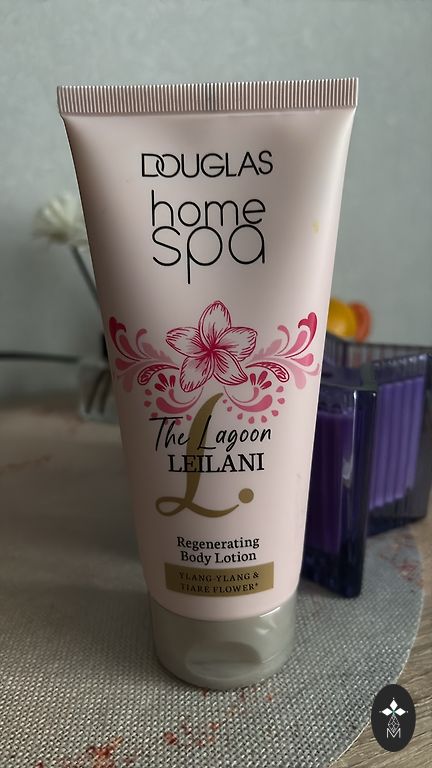 DOUGLAS
home
spa
The Lagoon
LEILANI
L.
Regenerating
Body Lotion
YLANG-YLANG &
TIARE FLOWER*
M